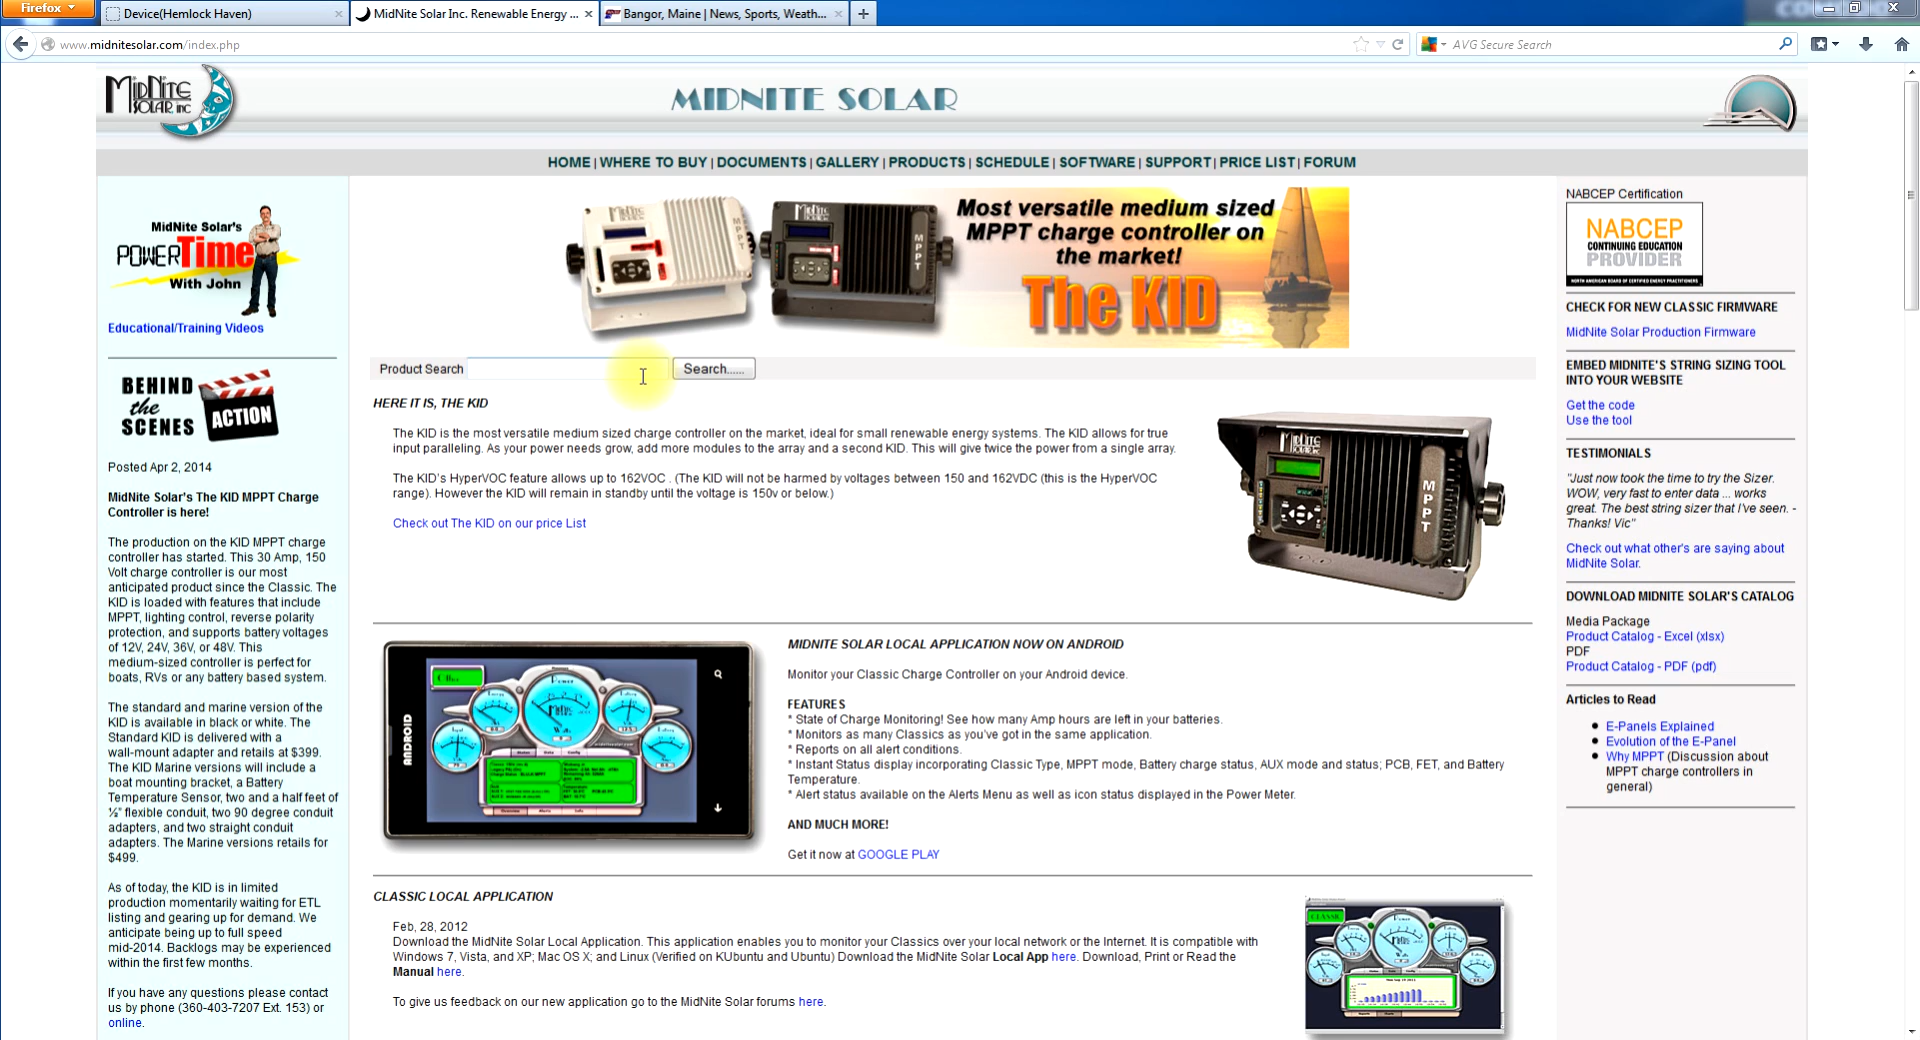 Firefox
Device(Hemlock Haven)
MidNite Solar Inc. Renewable Energy ...
Bangor, Maine | News, Sports, Weath...
www.midnitesolar.com/index.php
AVG Secure Search
MIDNITE SOLAR INC
MIDNITE SOLAR
HOME | WHERE TO BUY | DOCUMENTS | GALLERY | PRODUCTS | SCHEDULE | SOFTWARE | SUPPORT | PRICE LIST | FORUM
MidNite Solar's
POWERTime
With John
Educational/Training Videos
BEHIND
the
SCENES
ACTION
Posted Apr 2, 2014
MidNite Solar's The KID MPPT Charge
Controller is here!
The production on the KID MPPT charge
controller has started. This 30 Amp, 150
Volt charge controller is our most
anticipated product since the Classic. The
KID is loaded with features that include
MPPT, lighting control, reverse polarity
protection, and supports battery voltages
of 12V, 24V, 36V, or 48V. This
medium-sized controller is perfect for
boats, RVs or any battery based system.
The standard and marine version of the
KID is available in black or white. The
Standard KID is delivered with a
wall-mount adapter and retails at $399.
The KID Marine versions will include a
boat mounting bracket, a Battery
Temperature Sensor, two and a half feet of
½" flexible conduit, two 90 degree conduit
adapters, and two straight conduit
adapters. The Marine versions retails for
$499.
As of today, the KID is in limited
production momentarily waiting for ETL
listing and gearing up for demand. We
anticipate being up to full speed
mid-2014. Backlogs may be experienced
within the first few months.
If you have any questions please contact
us by phone (360-403-7207 Ext. 153) or
online.
Most versatile medium sized
MPPT charge controller on
the market!
The KID
Product Search
Search......
HERE IT IS, THE KID
The KID is the most versatile medium sized charge controller on the market, ideal for small renewable energy systems. The KID allows for true
input paralleling. As your power needs grow, add more modules to the array and a second KID. This will give twice the power from a single array.
The KID's HyperVOC feature allows up to 162VOC . (The KID will not be harmed by voltages between 150 and 162VDC (this is the HyperVOC
range). However the KID will remain in standby until the voltage is 150v or below.)
Check out The KID on our price List
MPPT
ANDROID
MIDNITE SOLAR LOCAL APPLICATION NOW ON ANDROID
Monitor your Classic Charge Controller on your Android device.
FEATURES
* State of Charge Monitoring! See how many Amp hours are left in your batteries.
* Monitors as many Classics as you've got in the same application.
* Reports on all alert conditions.
* Instant Status display incorporating Classic Type, MPPT mode, Battery charge status, AUX mode and status; PCB, FET, and Battery
Temperature.
* Alert status available on the Alerts Menu as well as icon status displayed in the Power Meter.
AND MUCH MORE!
Get it now at GOOGLE PLAY
CLASSIC LOCAL APPLICATION
Feb, 28, 2012
Download the MidNite Solar Local Application. This application enables you to monitor your Classics over your local network or the Internet. It is compatible with
Windows 7, Vista, and XP; Mac OS X; and Linux (Verified on KUbuntu and Ubuntu) Download the MidNite Solar Local App here. Download, Print or Read the
Manual here.
To give us feedback on our new application go to the MidNite Solar forums here.
NABCEP Certification
NABCEP
CONTINUING EDUCATION
PROVIDER
NORTH AMERICAN BOARD OF CERTIFIED ENERGY PRACTITIONERS
CHECK FOR NEW CLASSIC FIRMWARE
MidNite Solar Production Firmware
EMBED MIDNITE'S STRING SIZING TOOL
INTO YOUR WEBSITE
Get the code
Use the tool
TESTIMONIALS
"Just now took the time to try the Sizer.
WOW, very fast to enter data ... works
great. The best string sizer that I've seen. -
Thanks! Vic"
Check out what other's are saying about
MidNite Solar.
DOWNLOAD MIDNITE SOLAR'S CATALOG
Media Package
Product Catalog - Excel (xlsx)
PDF
Product Catalog - PDF (pdf)
Articles to Read
E-Panels Explained
Evolution of the E-Panel
Why MPPT (Discussion about
MPPT charge controllers in
general)